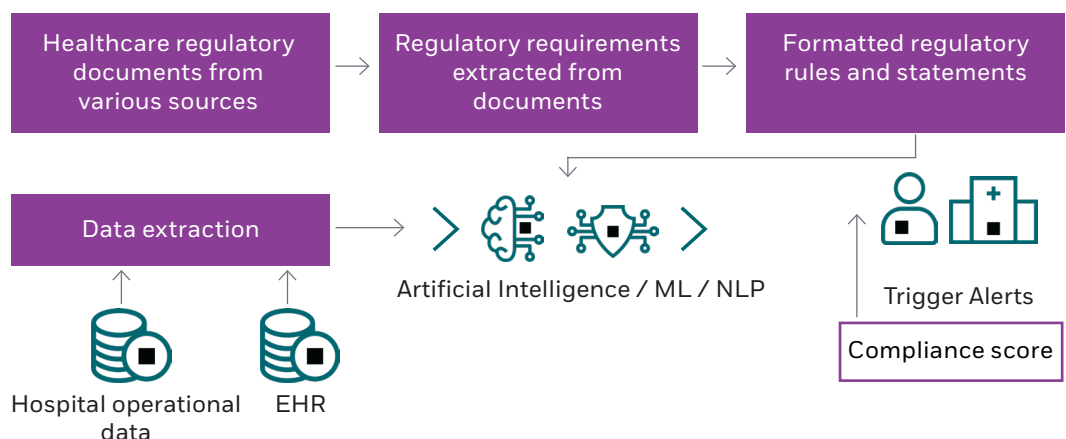 Healthcare regulatory
documents from
various sources
Regulatory requirements
extracted from
documents
Formatted regulatory
rules and statements
Data extraction
Artificial Intelligence / ML / NLP
Trigger Alerts
Compliance score
Hospital operational
data
EHR